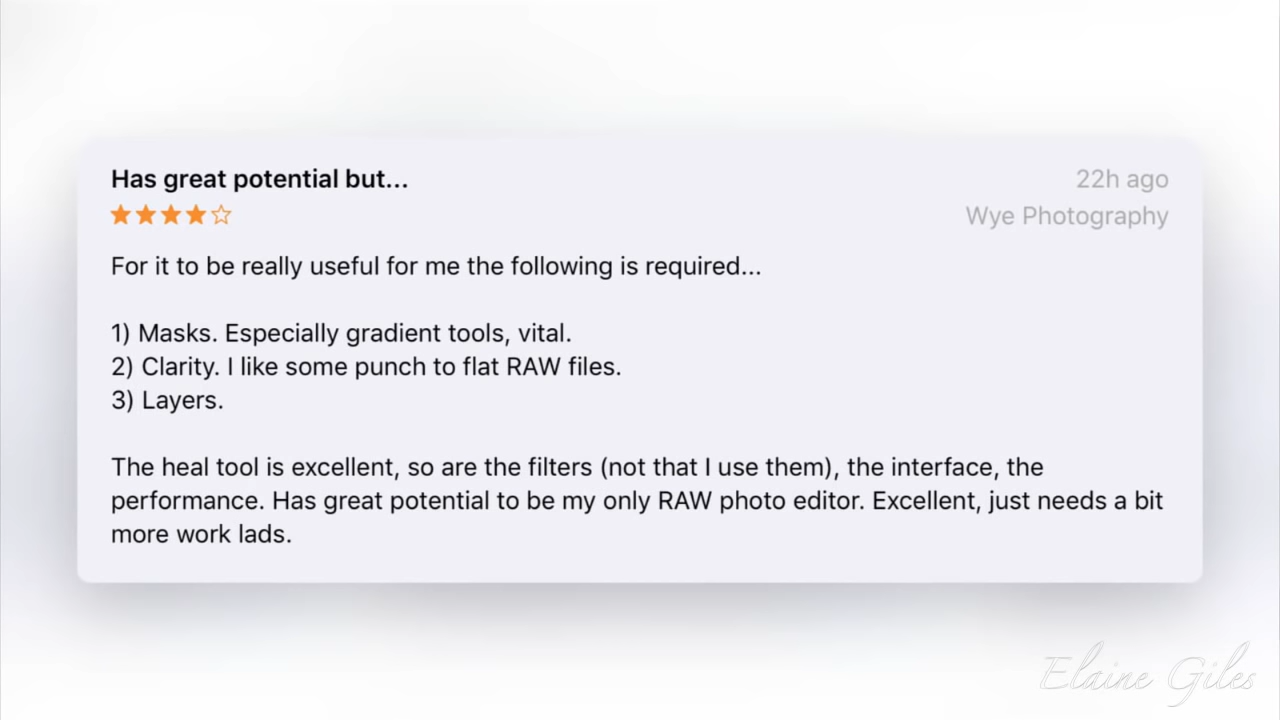 Has great potential but...
22h ago
Wye Photography
For it to be really useful for me the following is required...
1) Masks. Especially gradient tools, vital.
2) Clarity. I like some punch to flat RAW files.
3) Layers.
The heal tool is excellent, so are the filters (not that I use them), the interface, the
performance. Has great potential to be my only RAW photo editor. Excellent, just needs a bit
more work lads.
Elaine Giles